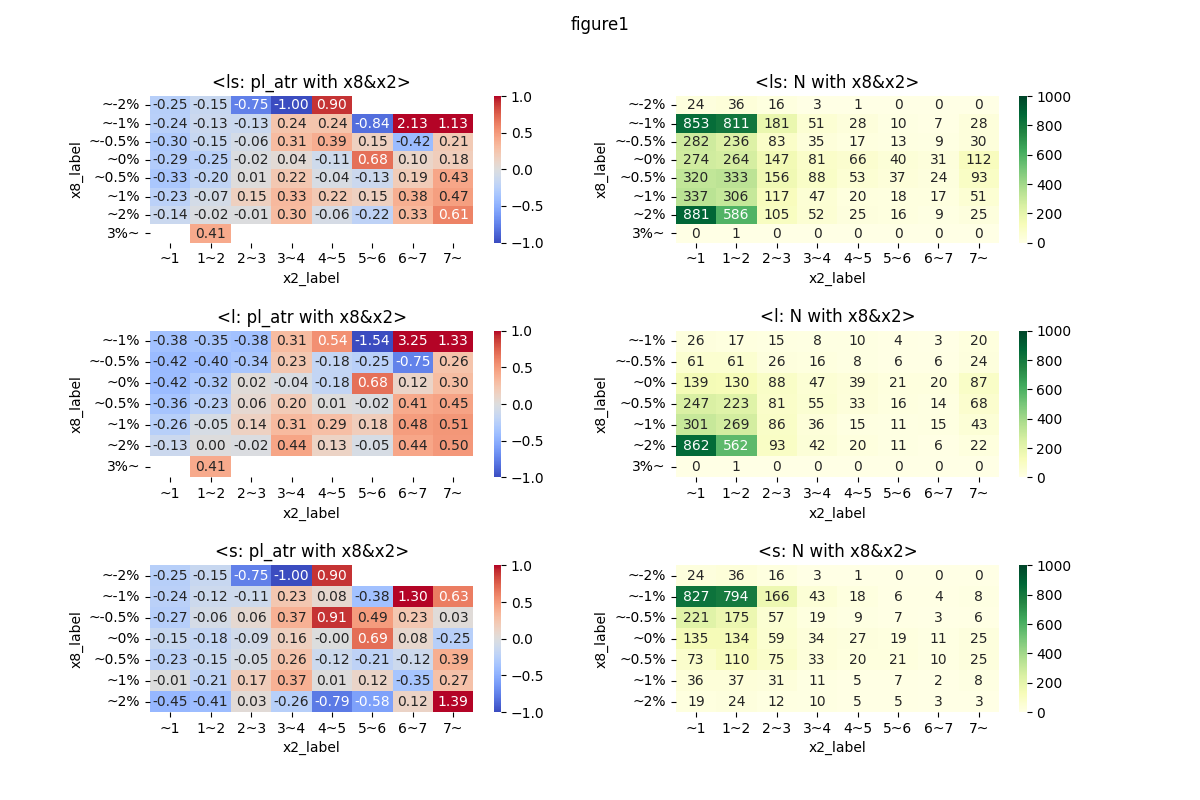 figure1
<ls: pl_atr with x8&x2>
~-2% -0.25 -0.15 -0.75 -1.00 0.90
~-1% -0.24 -0.13 -0.13 0.24 0.24 -0.84 2.13 1.13
~-0.5% -0.30 -0.15 -0.06 0.31 0.39 0.15 -0.42 0.21
~0% -0.29 -0.25 -0.02 0.04 -0.11 0.68 0.10 0.18
~0.5% -0.33 -0.20 0.01 0.22 -0.04 -0.13 0.19 0.43
~1% -0.23 -0.07 0.15 0.33 0.22 0.15 0.38 0.47
~2% -0.14 -0.02 -0.01 0.30 -0.06 -0.22 0.33 0.61
3%~ 0.41
~1 1~2 2~3 3~4 4~5 5~6 6~7 7~
x2_label
x8_label
1.0
0.5
0.0
−0.5
−1.0
<ls: N with x8&x2>
~-2% 24 36 16 3 1 0 0 0
~-1% 853 811 181 51 28 10 7 28
~-0.5% 282 236 83 35 17 13 9 30
~0% 274 264 147 81 66 40 31 112
~0.5% 320 333 156 88 53 37 24 93
~1% 337 306 117 47 20 18 17 51
~2% 881 586 105 52 25 16 9 25
3%~ 0 1 0 0 0 0 0 0
~1 1~2 2~3 3~4 4~5 5~6 6~7 7~
x2_label
x8_label
1000
800
600
400
200
0
<l: pl_atr with x8&x2>
~-1% -0.38 -0.35 -0.38 0.31 0.54 -1.54 3.25 1.33
~-0.5% -0.42 -0.40 -0.34 0.23 -0.18 -0.25 -0.75 0.26
~0% -0.42 -0.32 0.02 -0.04 -0.18 0.68 0.12 0.30
~0.5% -0.36 -0.23 0.06 0.20 0.01 -0.02 0.41 0.45
~1% -0.26 -0.05 0.14 0.31 0.29 0.18 0.48 0.51
~2% -0.13 0.00 -0.02 0.44 0.13 -0.05 0.44 0.50
3%~ 0.41
~1 1~2 2~3 3~4 4~5 5~6 6~7 7~
x2_label
x8_label
1.0
0.5
0.0
−0.5
−1.0
<l: N with x8&x2>
~-1% 26 17 15 8 10 4 3 20
~-0.5% 61 61 26 16 8 6 6 24
~0% 139 130 88 47 39 21 20 87
~0.5% 247 223 81 55 33 16 14 68
~1% 301 269 86 36 15 11 15 43
~2% 862 562 93 42 20 11 6 22
3%~ 0 1 0 0 0 0 0 0
~1 1~2 2~3 3~4 4~5 5~6 6~7 7~
x2_label
x8_label
1000
800
600
400
200
0
<s: pl_atr with x8&x2>
~-2% -0.25 -0.15 -0.75 -1.00 0.90
~-1% -0.24 -0.12 -0.11 0.23 0.08 -0.38 1.30 0.63
~-0.5% -0.27 -0.06 0.06 0.37 0.91 0.49 0.23 0.03
~0% -0.15 -0.18 -0.09 0.16 -0.00 0.69 0.08 -0.25
~0.5% -0.23 -0.15 -0.05 0.26 -0.12 -0.21 -0.12 0.39
~1% -0.01 -0.21 0.17 0.37 0.01 0.12 -0.35 0.27
~2% -0.45 -0.41 0.03 -0.26 -0.79 -0.58 0.12 1.39
~1 1~2 2~3 3~4 4~5 5~6 6~7 7~
x2_label
x8_label
1.0
0.5
0.0
−0.5
−1.0
<s: N with x8&x2>
~-2% 24 36 16 3 1 0 0 0
~-1% 827 794 166 43 18 6 4 8
~-0.5% 221 175 57 19 9 7 3 6
~0% 135 134 59 34 27 19 11 25
~0.5% 73 110 75 33 20 21 10 25
~1% 36 37 31 11 5 7 2 8
~2% 19 24 12 10 5 5 3 3
~1 1~2 2~3 3~4 4~5 5~6 6~7 7~
x2_label
x8_label
1000
800
600
400
200
0